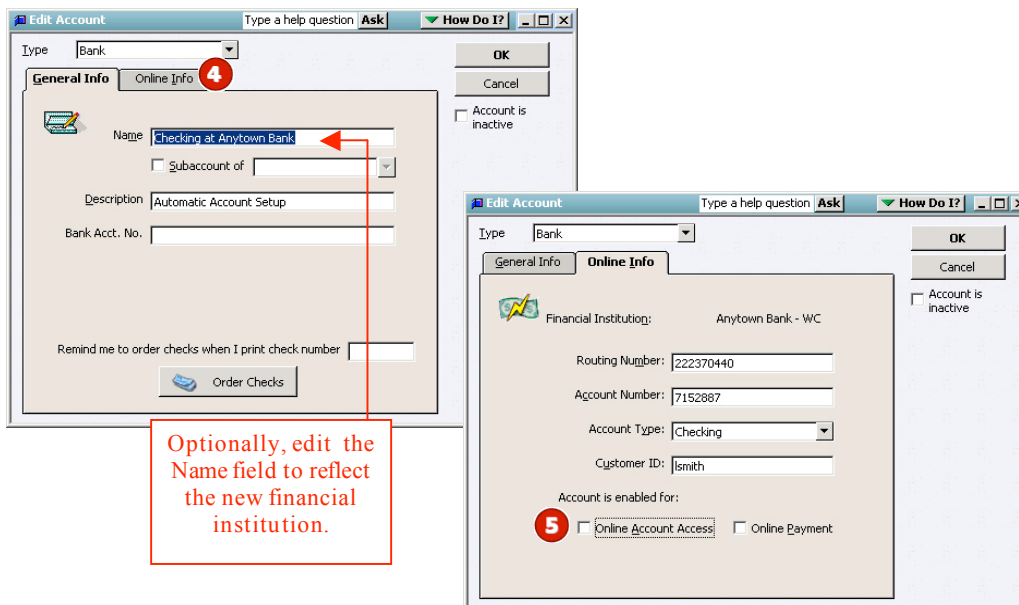 Edit Account Type a help question Ask How Do I?
Type Bank
OK
General Info Online Info 4
Cancel
Account is
inactive
Name Checking at Anytown Bank
Subaccount of
Description Automatic Account Setup
Bank Acct. No.
Remind me to order checks when I print check number
Order Checks
Optionally, edit the
Name field to reflect
the new financial
institution.
Edit Account Type a help question Ask How Do I?
Type Bank
OK
General Info Online Info
Cancel
Account is
inactive
Financial Institution: Anytown Bank - WC
Routing Number: 222370440
Account Number: 7152887
Account Type: Checking
Customer ID: lsmith
Account is enabled for:
5 Online Account Access Online Payment